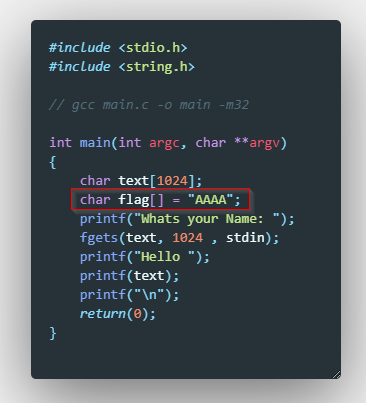 #include <stdio.h>
#include <string.h>
// gcc main.c -o main -m32
int main(int argc, char **argv)
{
    char text[1024];
    char flag[] = "AAAA";
    printf("Whats your Name: ");
    fgets(text, 1024 , stdin);
    printf("Hello ");
    printf(text);
    printf("\n");
    return(0);
}